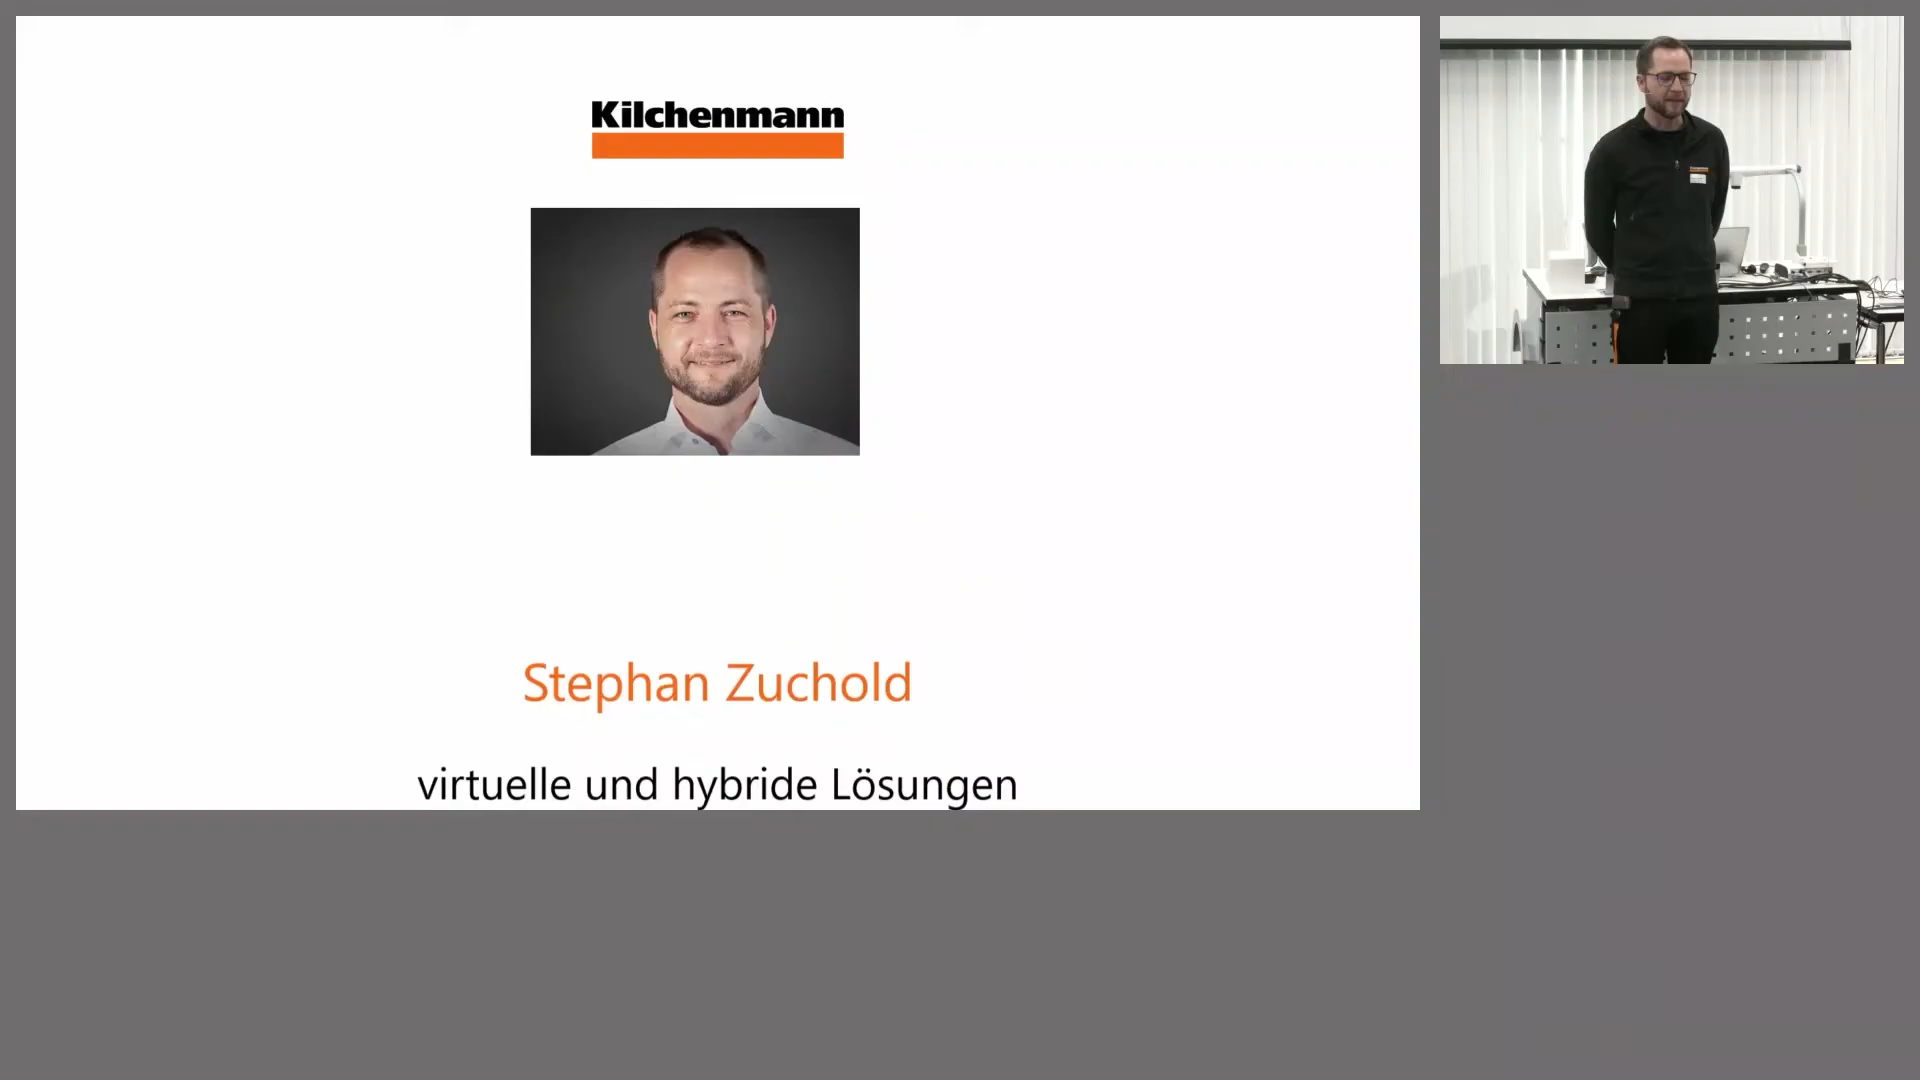 Kilchenmann
Stephan Zuchold
virtuelle und hybride Lösungen